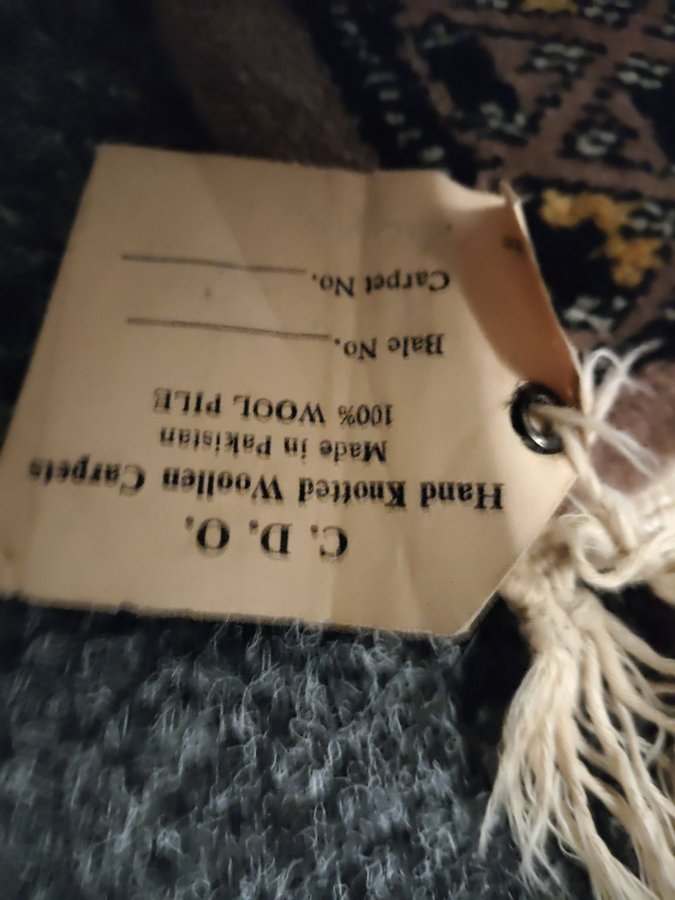 C. D. O.
Hand Knotted Woollen Carpets
Made in Pakistan
100% WOOL PILE
Bale No.
Carpet No.